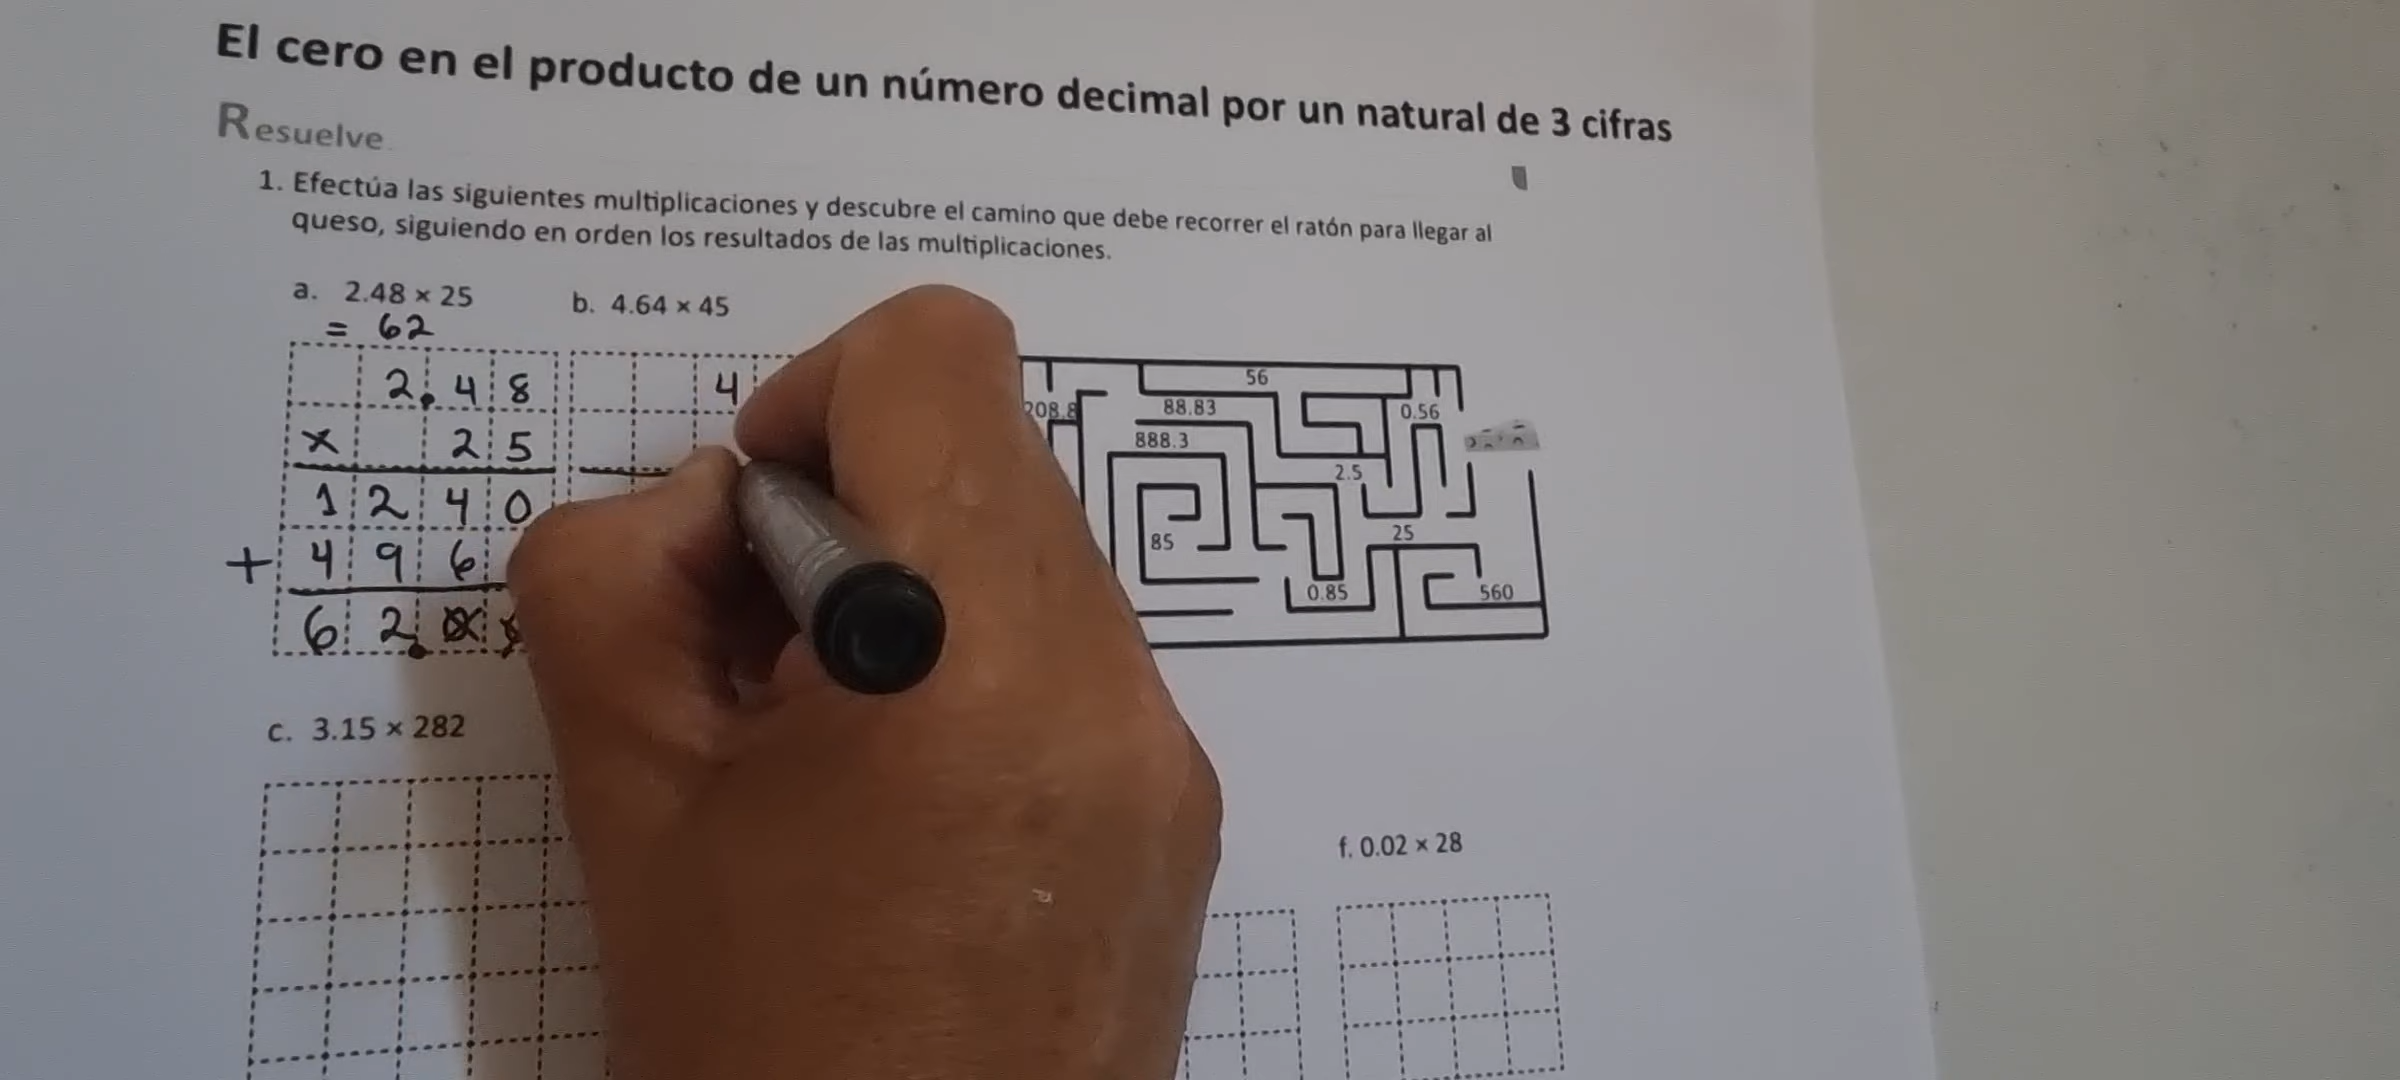 El cero en el producto de un número decimal por un natural de 3 cifras
Resuelve
1. Efectúa las siguientes multiplicaciones y descubre el camino que debe recorrer el ratón para llegar al
queso, siguiendo en orden los resultados de las multiplicaciones.
a. 2.48 × 25
= 62
b. 4.64 × 45
2.48
× 25
1240
+ 496
62.00
4
56
208.8
88.83
0.56
888.3
2.5
25
85
0.85
560
c. 3.15 × 282
f. 0.02 × 28